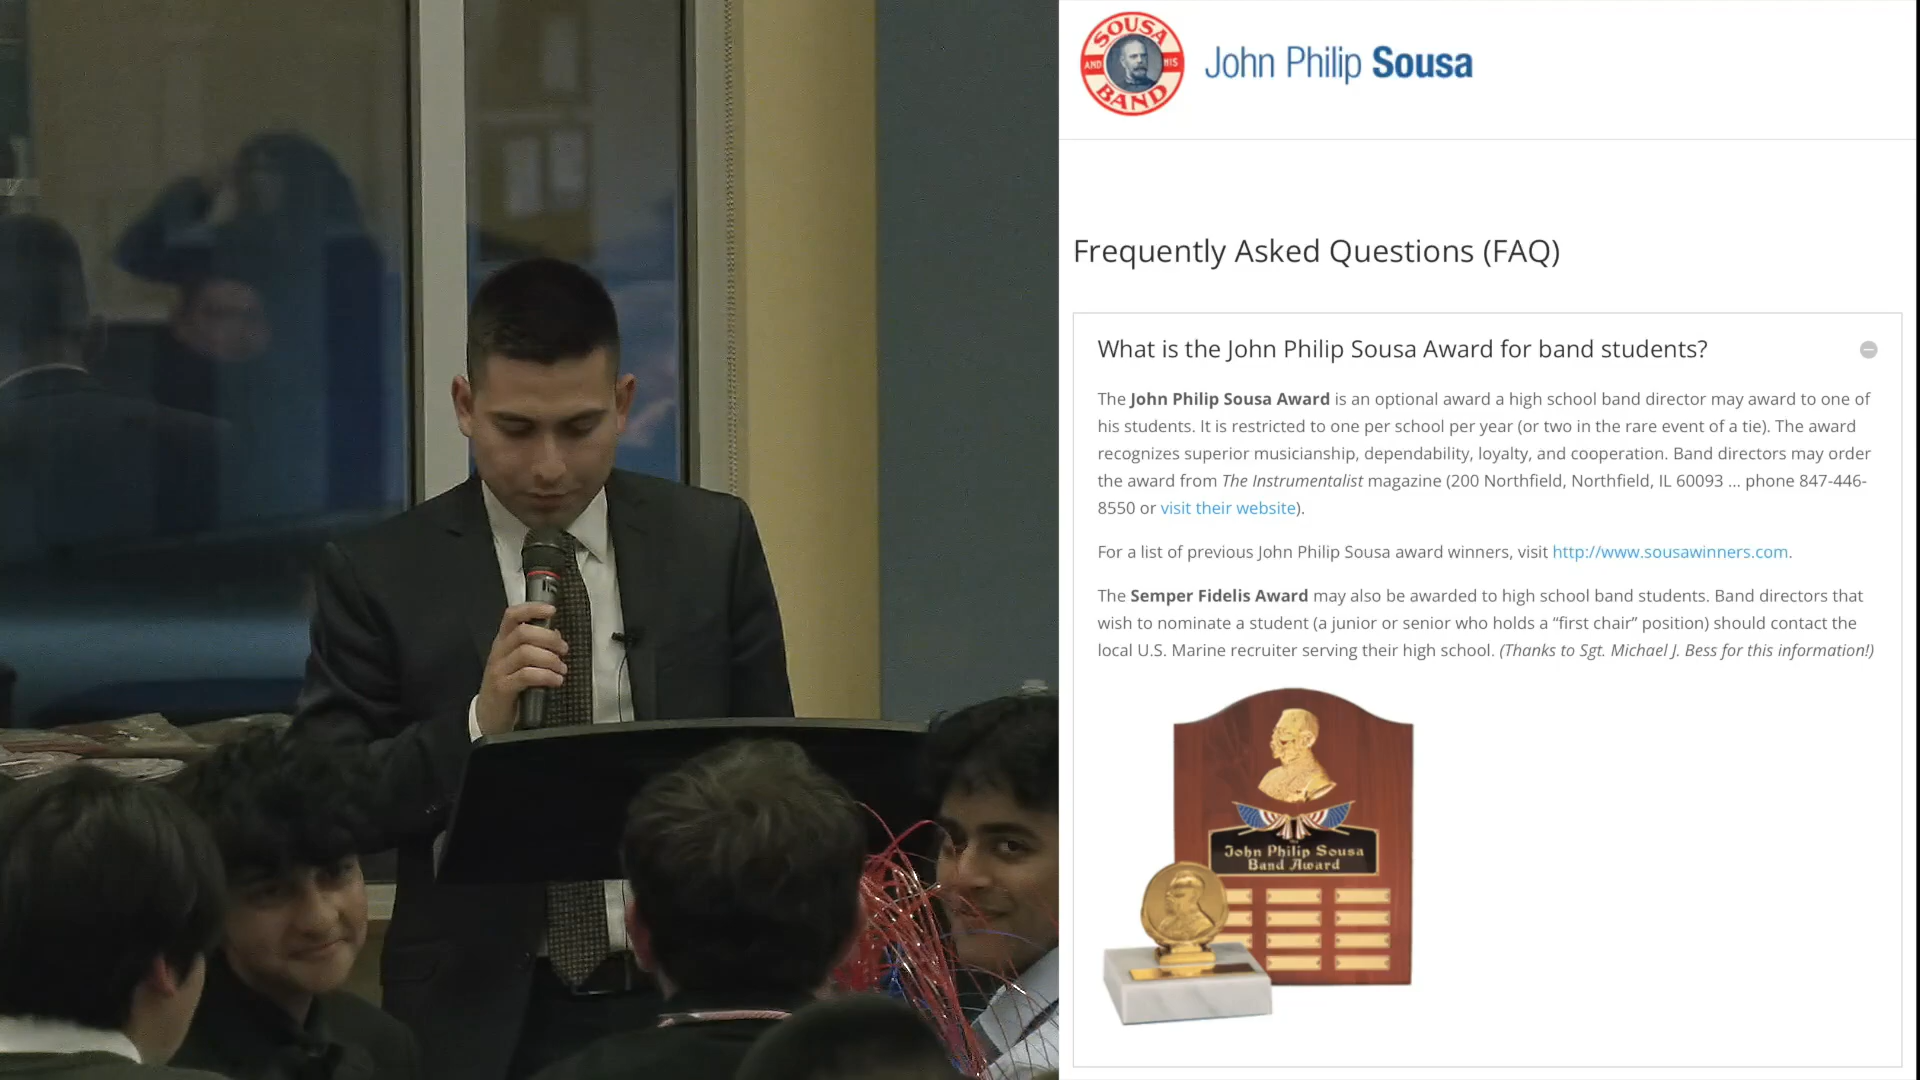 SOUSA
AND HIS
BAND
John Philip Sousa
Frequently Asked Questions (FAQ)
What is the John Philip Sousa Award for band students?
The John Philip Sousa Award is an optional award a high school band director may award to one of
his students. It is restricted to one per school per year (or two in the rare event of a tie). The award
recognizes superior musicianship, dependability, loyalty, and cooperation. Band directors may order
the award from The Instrumentalist magazine (200 Northfield, Northfield, IL 60093 ... phone 847-446-
8550 or visit their website).
For a list of previous John Philip Sousa award winners, visit http://www.sousawinners.com.
The Semper Fidelis Award may also be awarded to high school band students. Band directors that
wish to nominate a student (a junior or senior who holds a “first chair” position) should contact the
local U.S. Marine recruiter serving their high school. (Thanks to Sgt. Michael J. Bess for this information!)
John Philip Sousa
Band Award